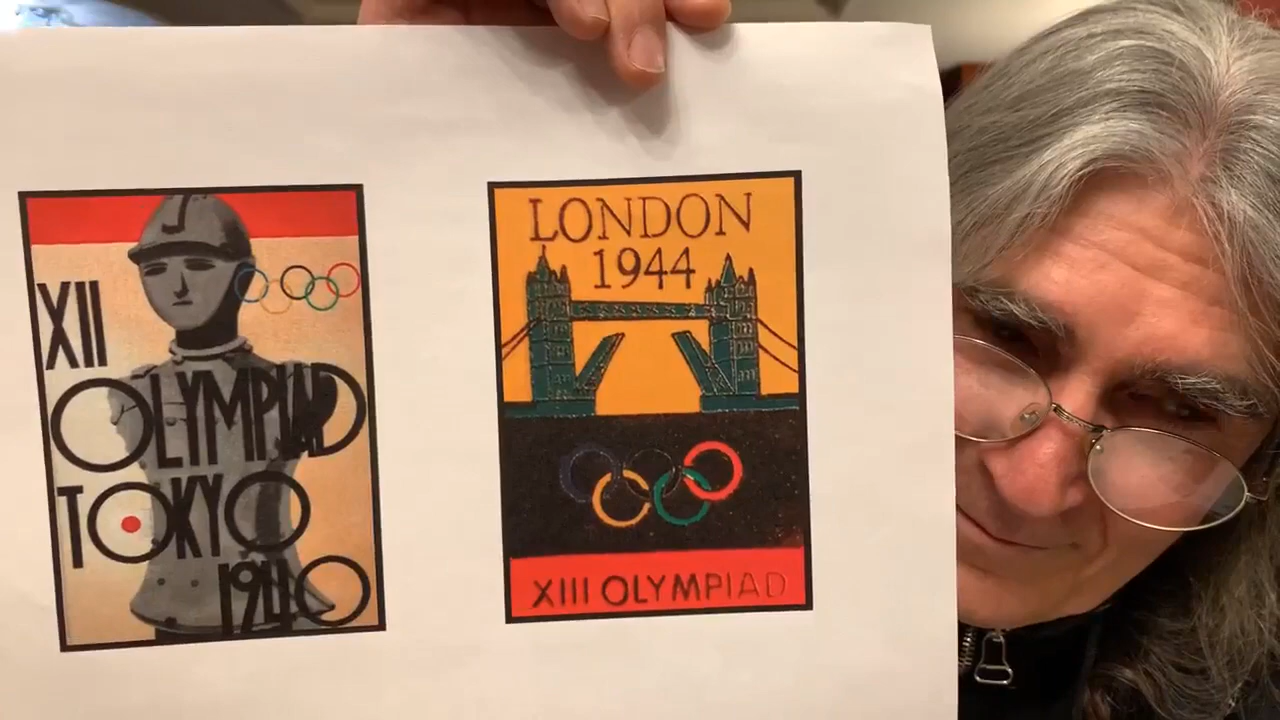 XII
OLYMPIAD
TOKYO
1940
LONDON
1944
XIII OLYMPIAD